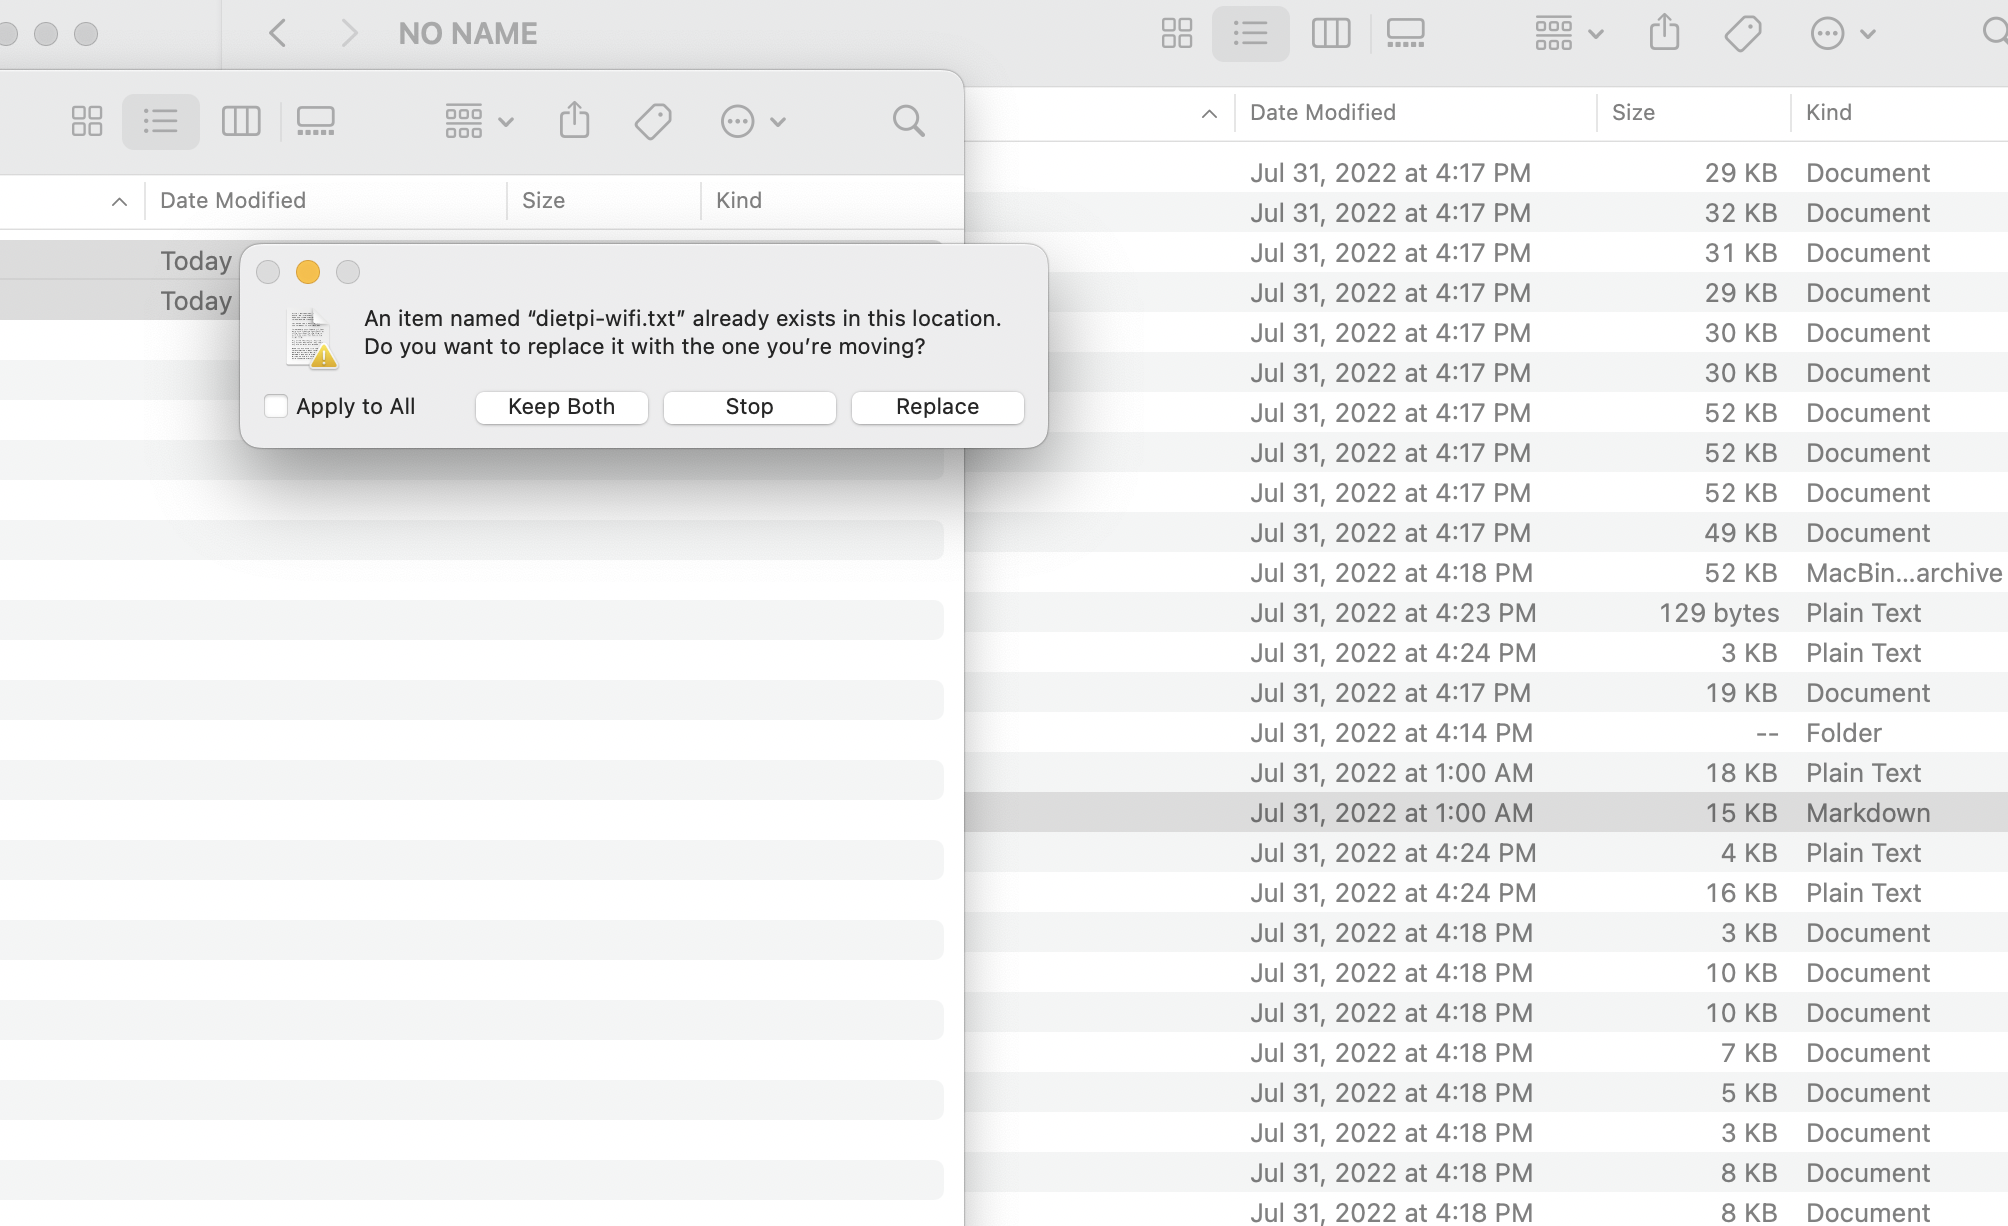 NO NAME
Date Modified Size Kind
Date Modified Size Kind
Today
Today
An item named “dietpi-wifi.txt” already exists in this location.
Do you want to replace it with the one you’re moving?
Apply to All Keep Both Stop Replace
Jul 31, 2022 at 4:17 PM 29 KB Document
Jul 31, 2022 at 4:17 PM 32 KB Document
Jul 31, 2022 at 4:17 PM 31 KB Document
Jul 31, 2022 at 4:17 PM 29 KB Document
Jul 31, 2022 at 4:17 PM 30 KB Document
Jul 31, 2022 at 4:17 PM 30 KB Document
Jul 31, 2022 at 4:17 PM 52 KB Document
Jul 31, 2022 at 4:17 PM 52 KB Document
Jul 31, 2022 at 4:17 PM 52 KB Document
Jul 31, 2022 at 4:17 PM 49 KB Document
Jul 31, 2022 at 4:18 PM 52 KB MacBin...archive
Jul 31, 2022 at 4:23 PM 129 bytes Plain Text
Jul 31, 2022 at 4:24 PM 3 KB Plain Text
Jul 31, 2022 at 4:17 PM 19 KB Document
Jul 31, 2022 at 4:14 PM -- Folder
Jul 31, 2022 at 1:00 AM 18 KB Plain Text
Jul 31, 2022 at 1:00 AM 15 KB Markdown
Jul 31, 2022 at 4:24 PM 4 KB Plain Text
Jul 31, 2022 at 4:24 PM 16 KB Plain Text
Jul 31, 2022 at 4:18 PM 3 KB Document
Jul 31, 2022 at 4:18 PM 10 KB Document
Jul 31, 2022 at 4:18 PM 10 KB Document
Jul 31, 2022 at 4:18 PM 7 KB Document
Jul 31, 2022 at 4:18 PM 5 KB Document
Jul 31, 2022 at 4:18 PM 3 KB Document
Jul 31, 2022 at 4:18 PM 8 KB Document
Jul 31, 2022 at 4:18 PM 8 KB Document